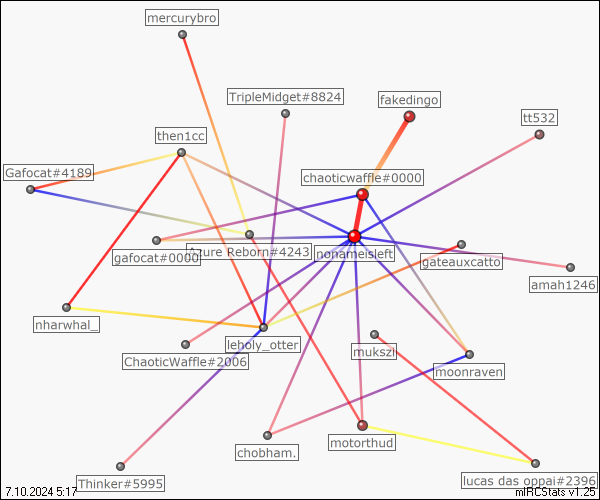 mercurybro
TripleMidget#8824
fakedingo
tt532
then1cc
Gafocat#4189
chaoticwaffle#0000
gafocat#0000
Azure Reborn#4243
nonameisleft
gateauxcatto
amah1246
nharwhal_
leholy_otter
mukszi
ChaoticWaffle#2006
moonraven
chobham.
motorthud
Thinker#5995
lucas das oppai#2396
7.10.2024 5:17
mIRCStats v1.25